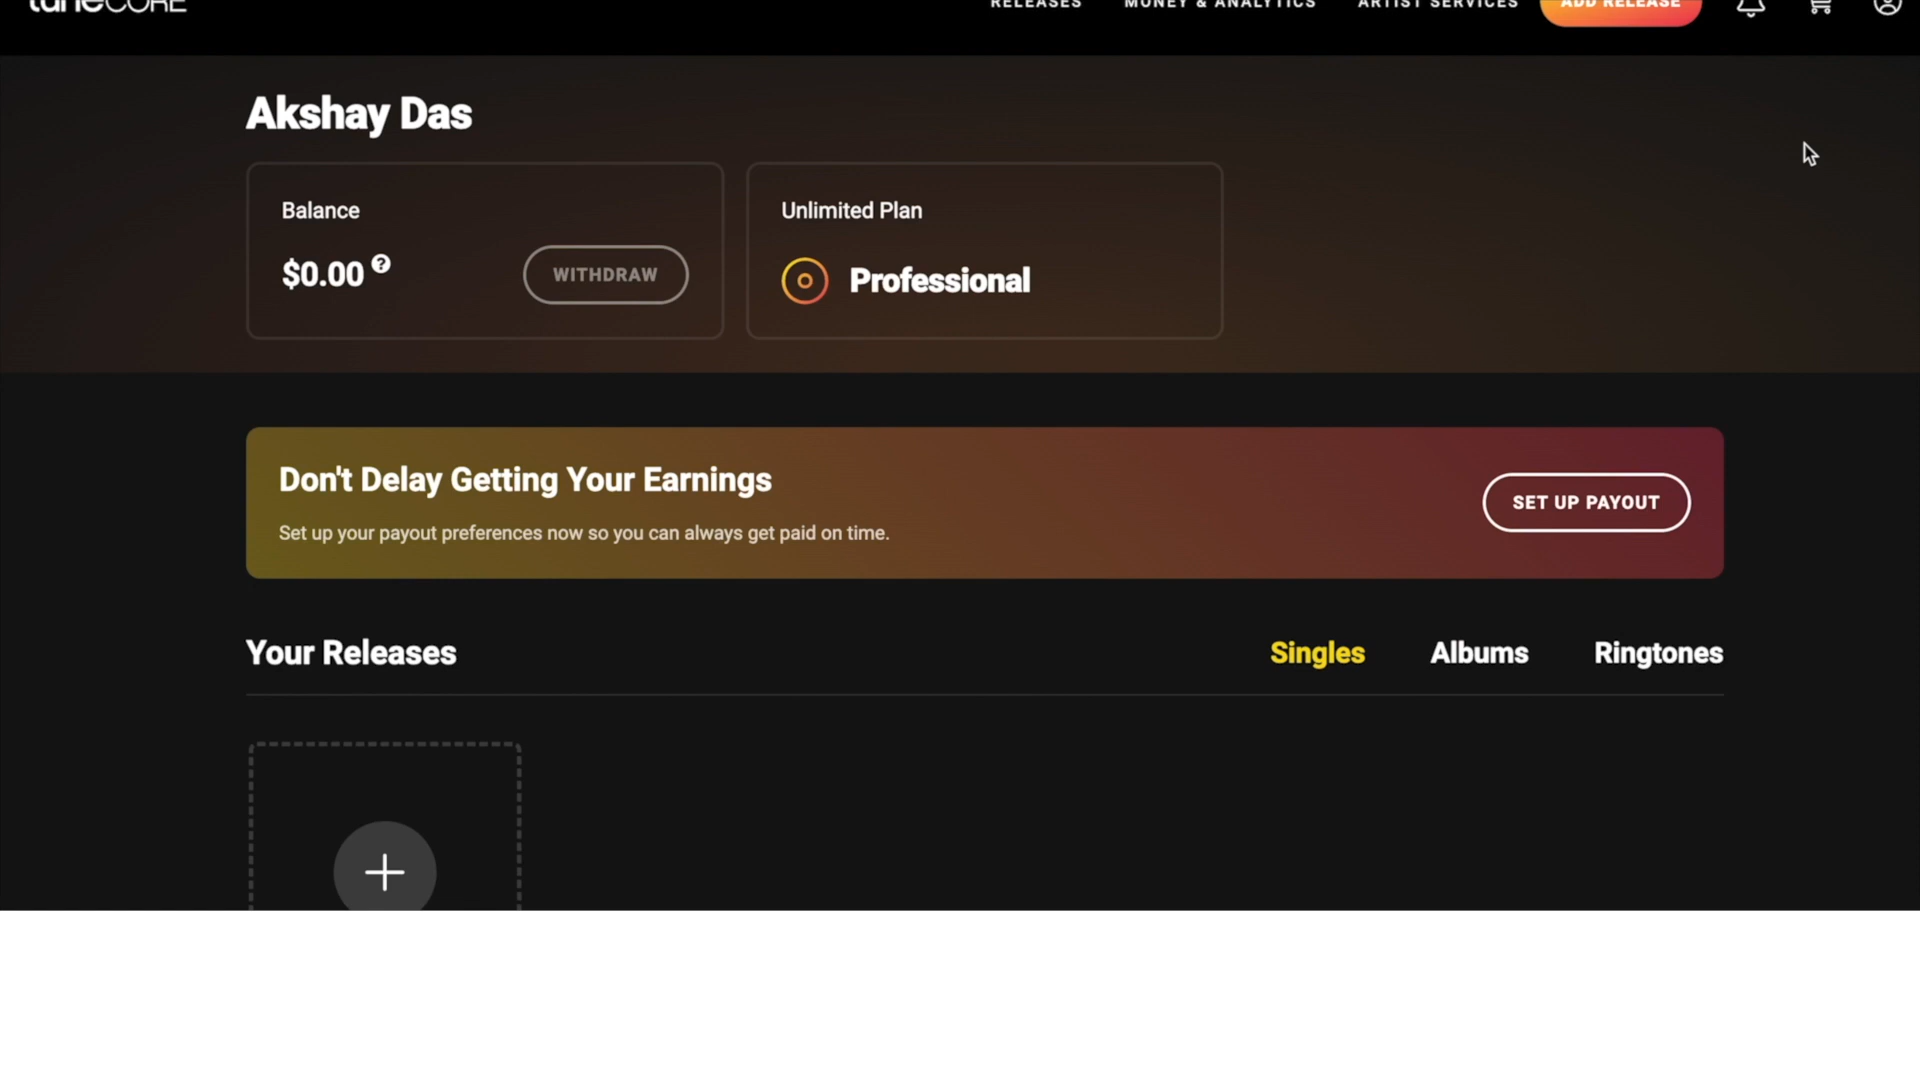 tuneCORE
RELEASES MONEY & ANALYTICS ARTIST SERVICES ADD RELEASE
Akshay Das
Balance
$0.00 ?
WITHDRAW
Unlimited Plan
Professional
Don't Delay Getting Your Earnings
Set up your payout preferences now so you can always get paid on time.
SET UP PAYOUT
Your Releases
Singles Albums Ringtones